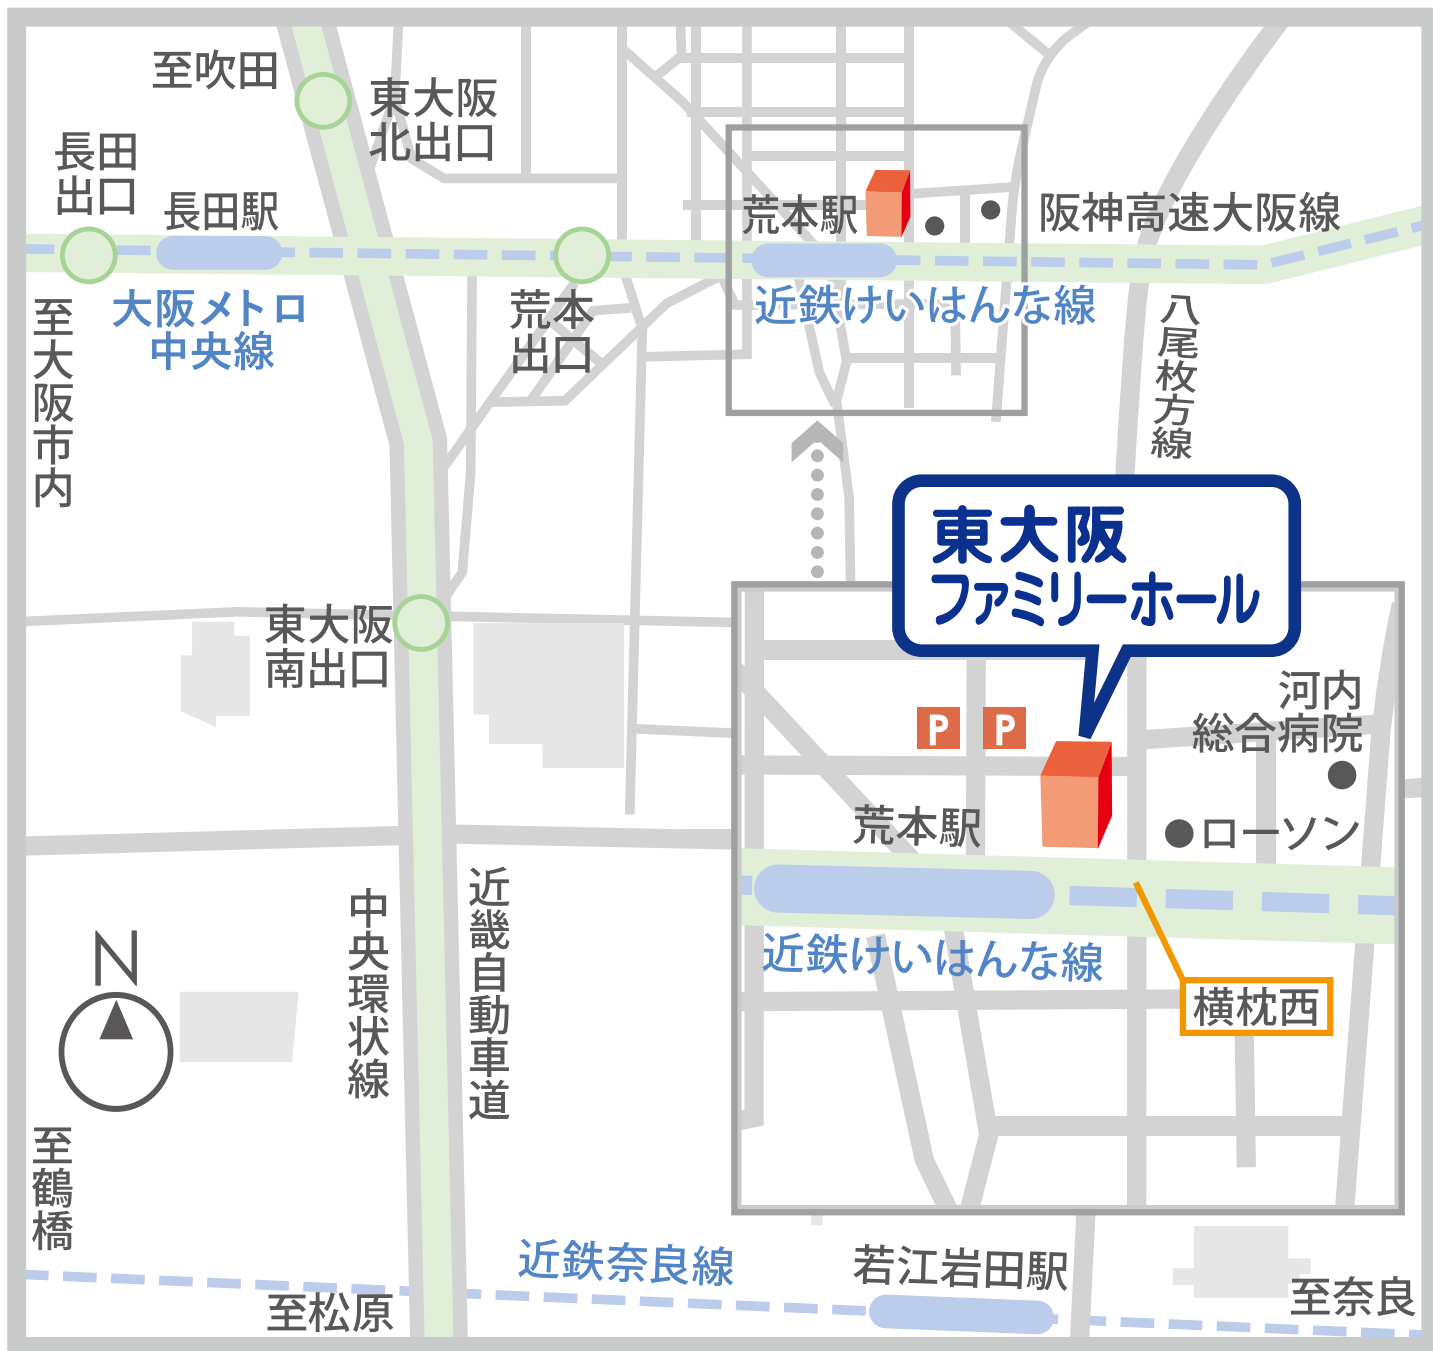 至吹田
東大阪
北出口
長田
出口
長田駅
荒本駅
阪神高速大阪線
大阪メトロ
中央線
至大阪市内
荒本
出口
近鉄けいはんな線
八尾枚方線
東大阪
ファミリーホール
東大阪
南出口
河内
総合病院
P
P
荒本駅
ローソン
近鉄けいはんな線
横枕西
中央環状線
近畿自動車道
N
至鶴橋
近鉄奈良線
若江岩田駅
至松原
至奈良